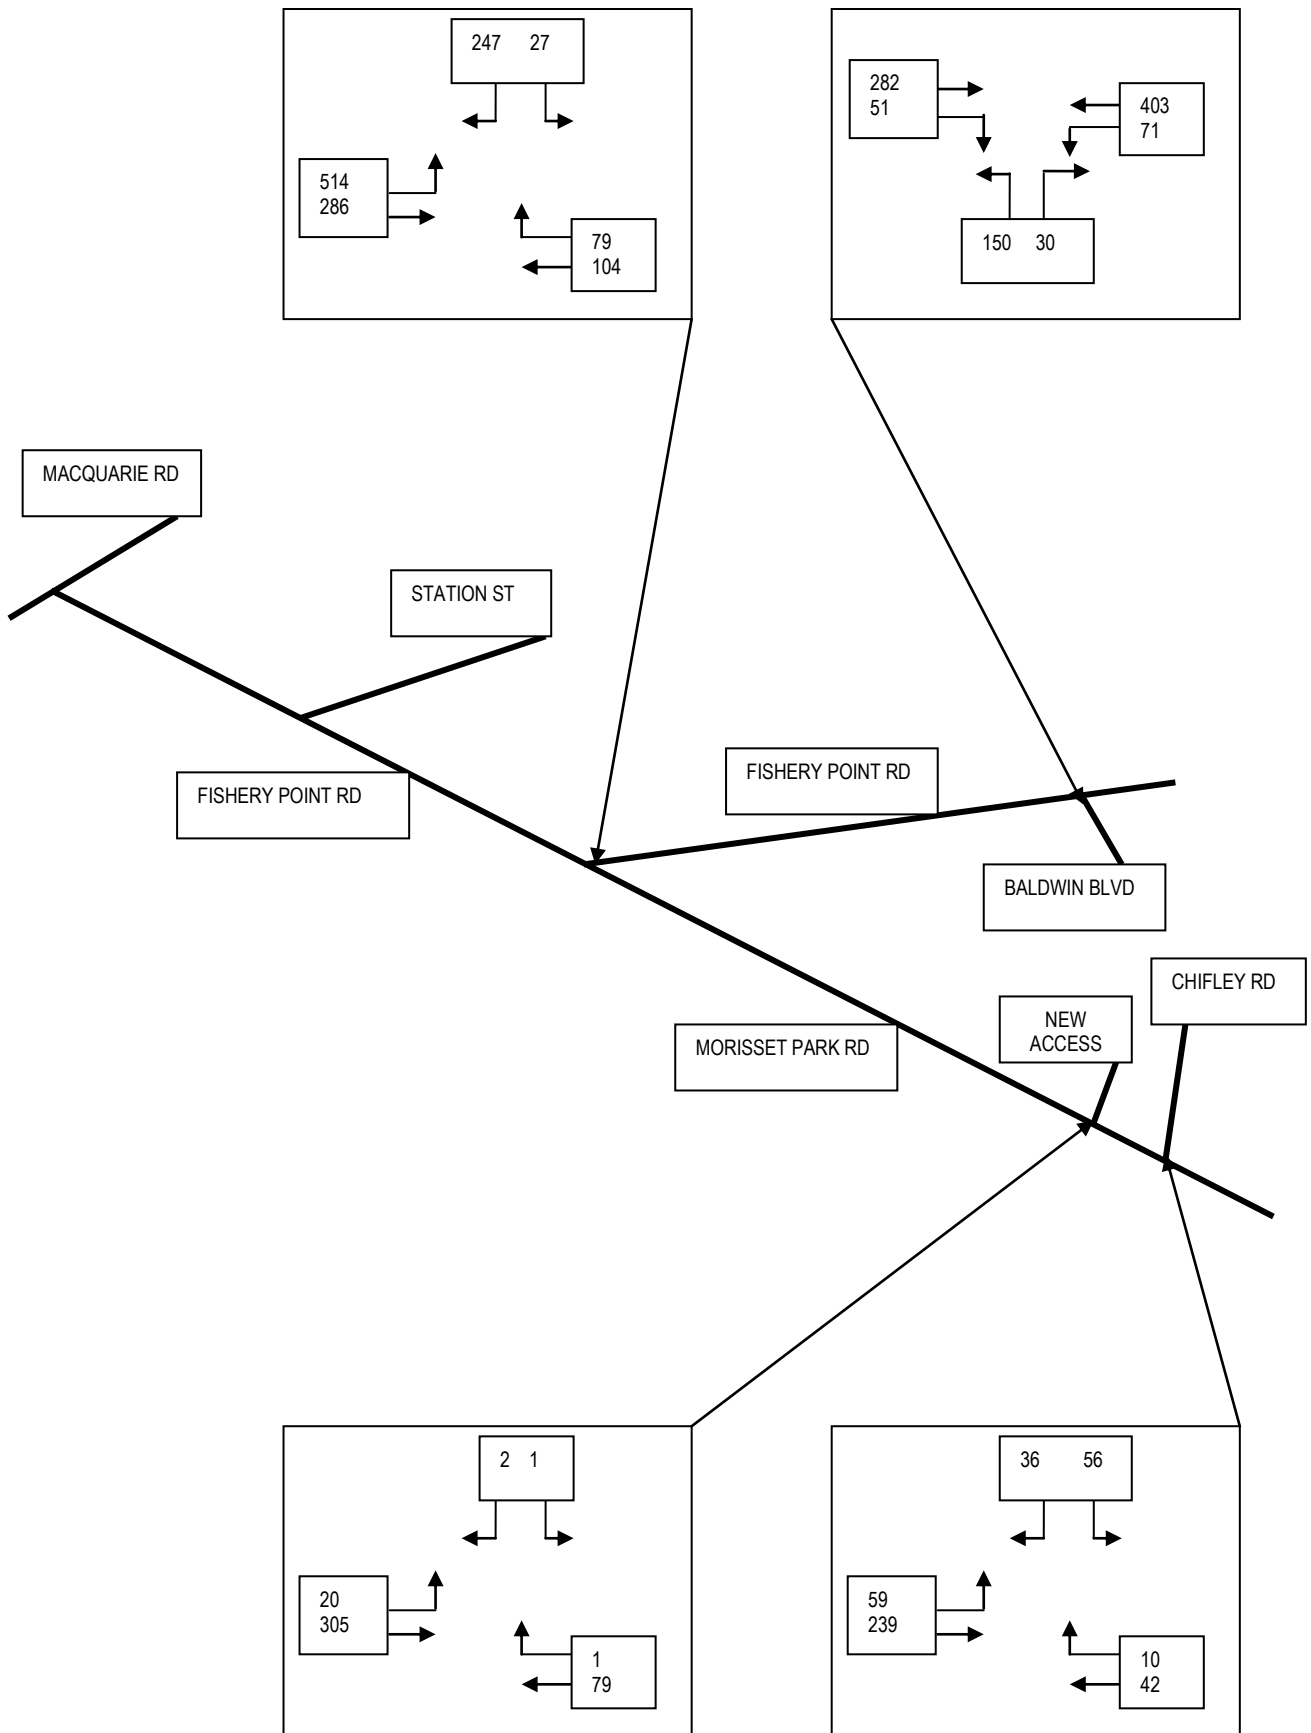 247 27
282
51
403
71
514
286
79
104
150 30
MACQUARIE RD
STATION ST
FISHERY POINT RD
FISHERY POINT RD
BALDWIN BLVD
CHIFLEY RD
NEW
ACCESS
MORISSET PARK RD
2 1
20
305
1
79
36 56
59
239
10
42